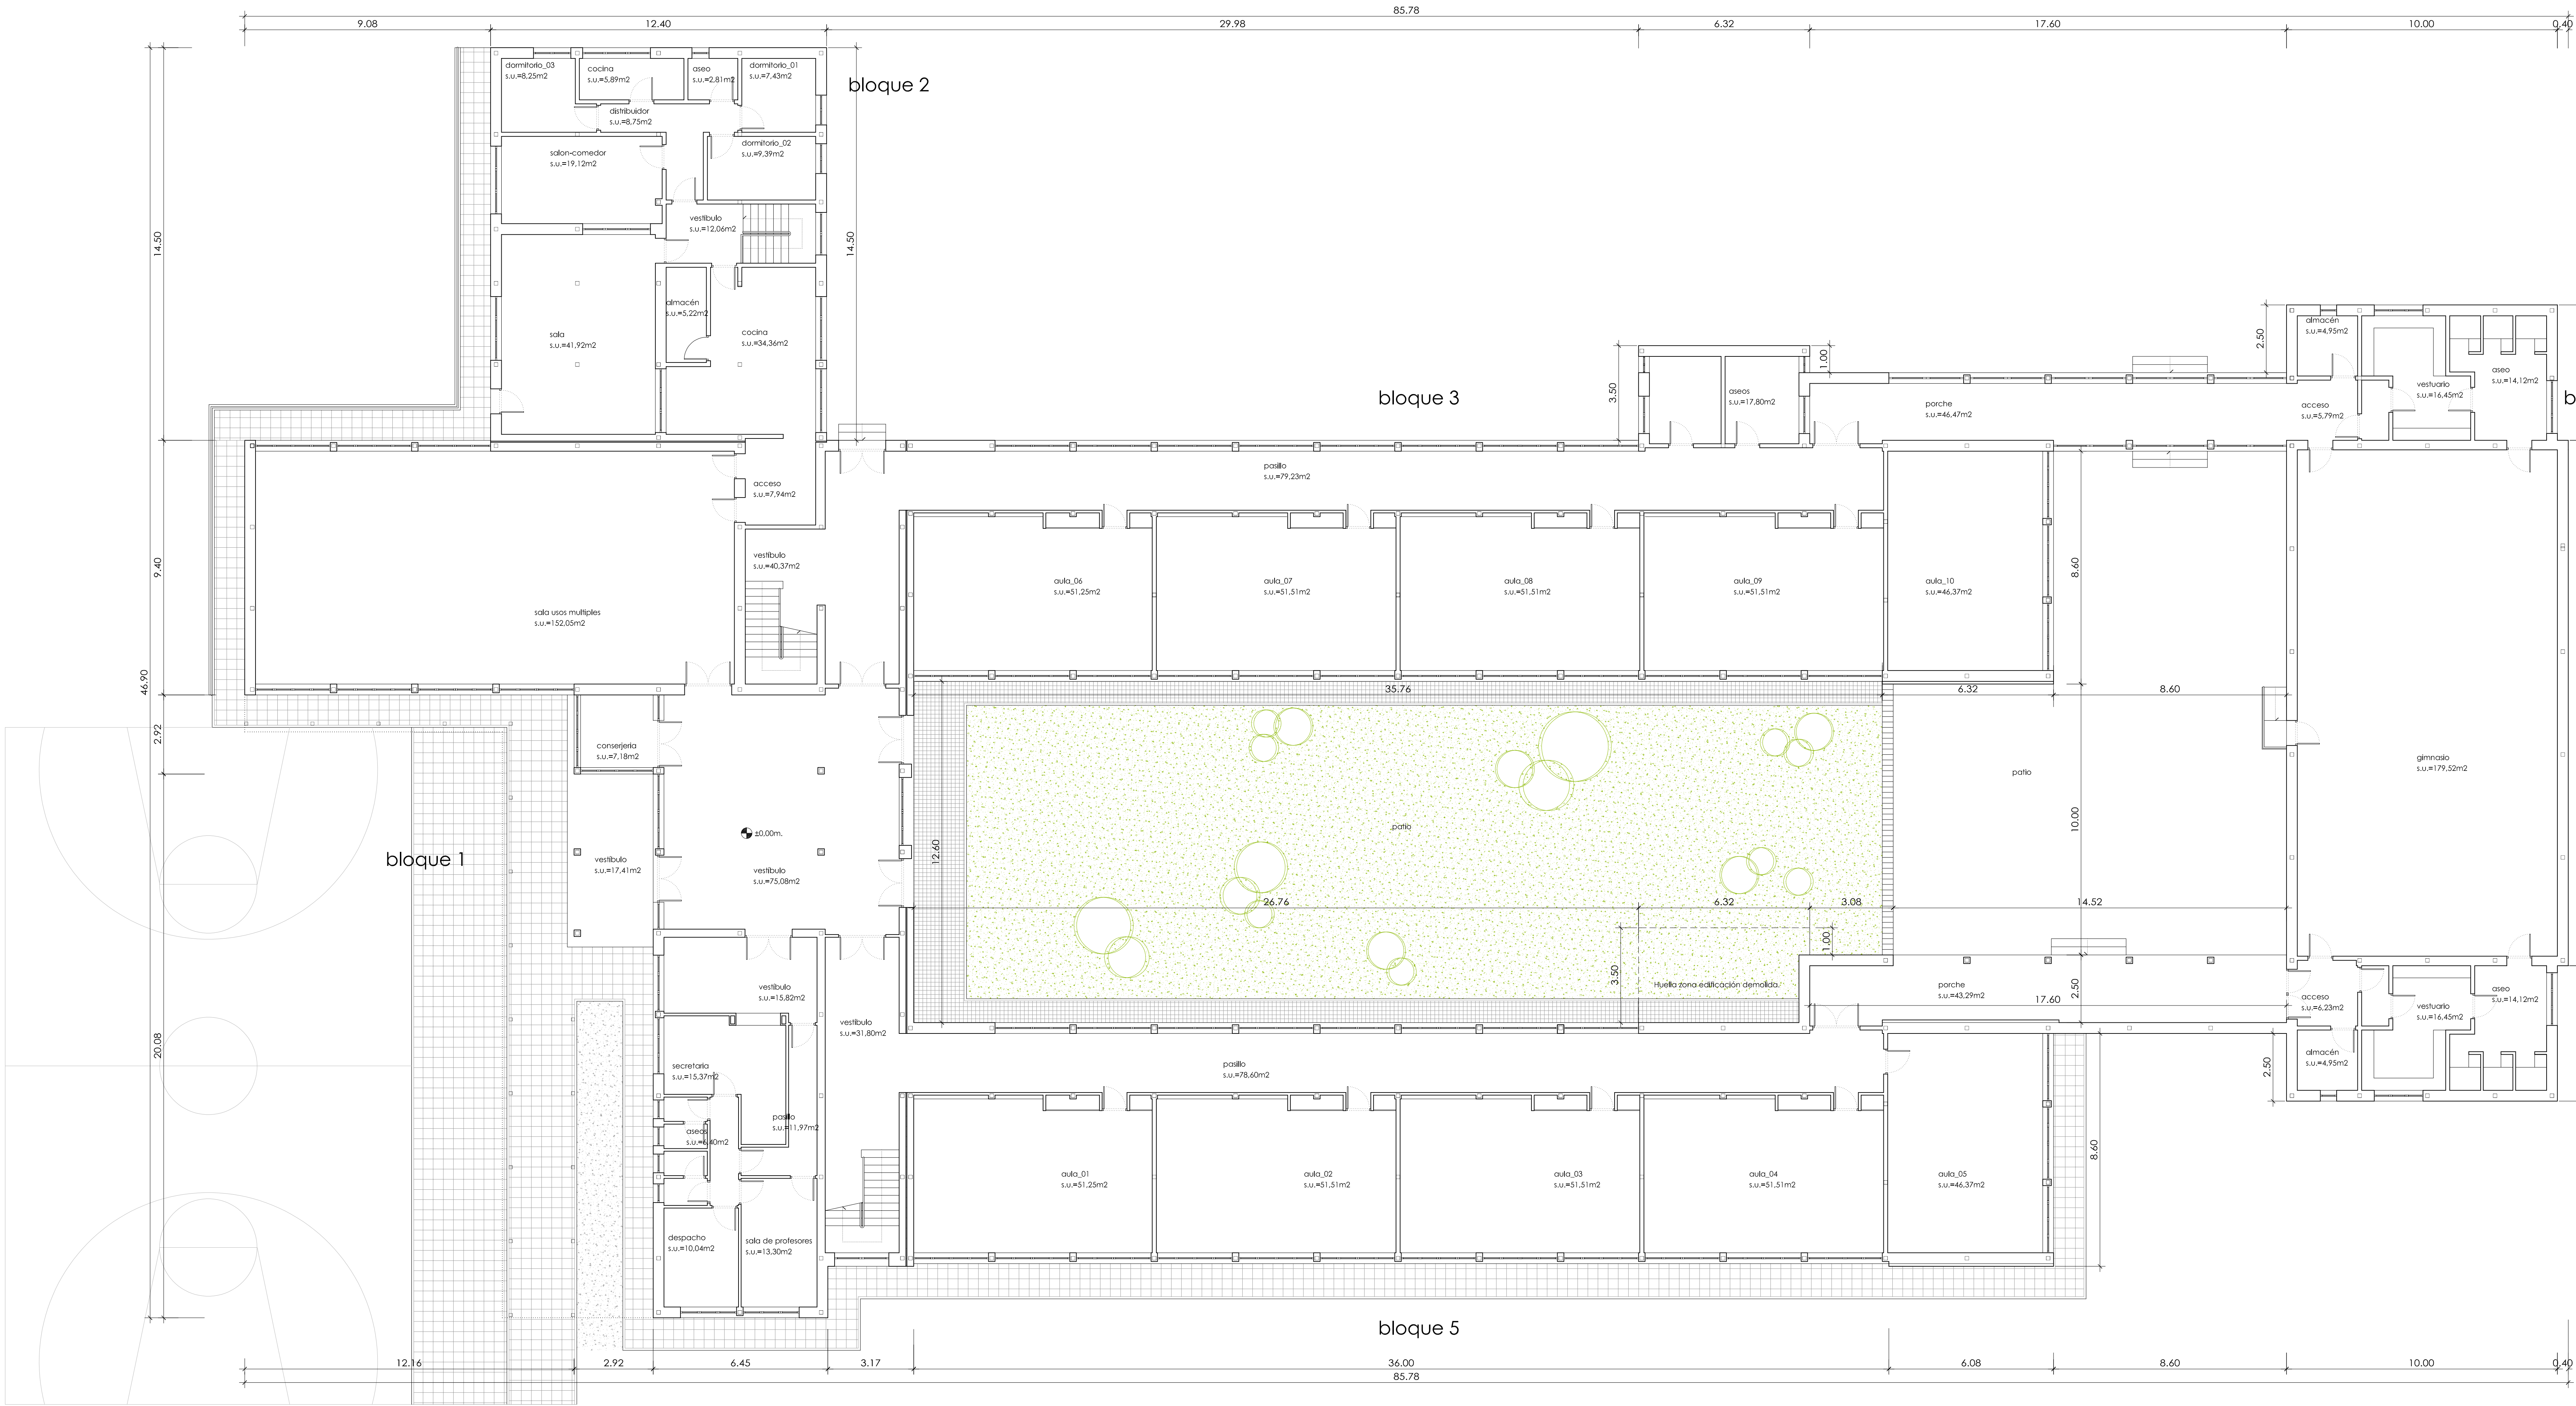 85.78
9.08
12.40
29.98
6.32
17.60
10.00
0.40
bloque 2
dormitorio_03
s.u.=8,25m2
cocina
s.u.=5,89m2
aseo
s.u.=2,81m2
dormitorio_01
s.u.=7,43m2
distribuidor
s.u.=8,75m2
salon-comedor
s.u.=19,12m2
dormitorio_02
s.u.=9,39m2
vestíbulo
s.u.=12,06m2
14.50
14.50
almacén
s.u.=5,22m2
sala
s.u.=41,92m2
cocina
s.u.=34,36m2
bloque 3
3.50
aseos
s.u.=17,80m2
1.00
porche
s.u.=46,47m2
2.50
almacén
s.u.=4,95m2
vestuario
s.u.=16,45m2
aseo
s.u.=14,12m2
acceso
s.u.=5,79m2
b
pasillo
s.u.=79,23m2
acceso
s.u.=7,94m2
vestíbulo
s.u.=40,37m2
9.40
sala usos multiples
s.u.=152,05m2
aula_06
s.u.=51,25m2
aula_07
s.u.=51,51m2
aula_08
s.u.=51,51m2
aula_09
s.u.=51,51m2
aula_10
s.u.=46,37m2
8.60
46.90
2.92
35.76
6.32
8.60
conserjeria
s.u.=7,18m2
patio
gimnasio
s.u.=179,52m2
±0,00m.
patio
10.00
12.60
bloque 1
vestíbulo
s.u.=17,41m2
vestíbulo
s.u.=75,08m2
26.76
6.32
3.08
14.52
1.00
3.50
Huella zona edificación demolida.
vestíbulo
s.u.=15,82m2
porche
s.u.=43,29m2
17.60
2.50
acceso
s.u.=6,23m2
vestuario
s.u.=16,45m2
aseo
s.u.=14,12m2
vestíbulo
s.u.=31,80m2
20.08
secretaria
s.u.=15,37m2
pasillo
s.u.=78,60m2
almacén
s.u.=4,95m2
2.50
pasillo
s.u.=11,97m2
aseos
s.u.=6,40m2
8.60
aula_01
s.u.=51,25m2
aula_02
s.u.=51,51m2
aula_03
s.u.=51,51m2
aula_04
s.u.=51,51m2
aula_05
s.u.=46,37m2
despacho
s.u.=10,04m2
sala de profesores
s.u.=13,30m2
bloque 5
12.16
2.92
6.45
3.17
36.00
6.08
8.60
10.00
0.40
85.78